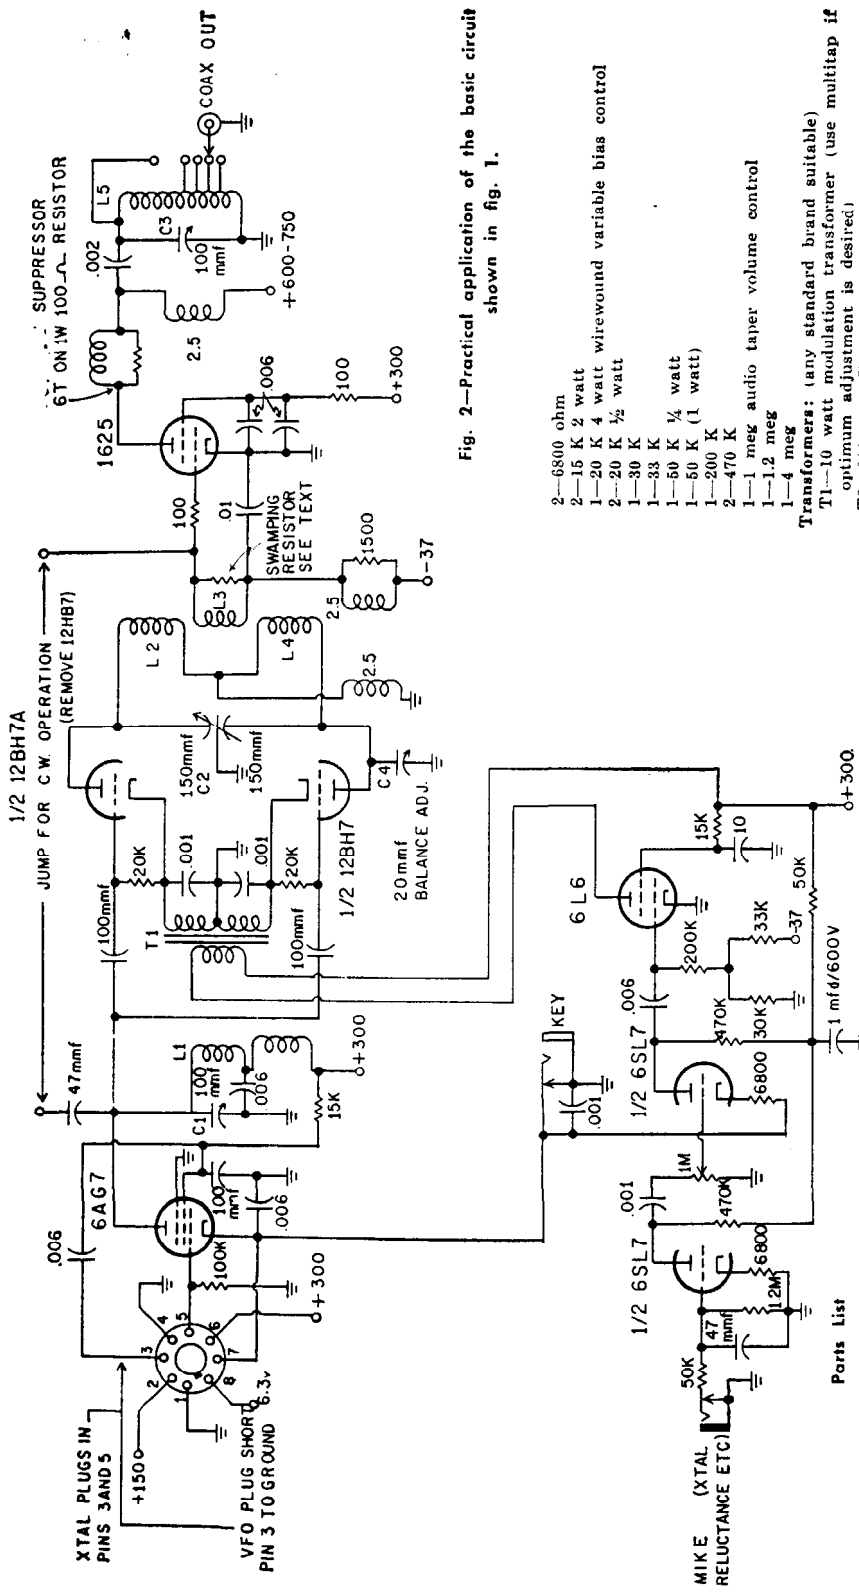 1/2 12BH7A
JUMP FOR C.W. OPERATION
(REMOVE 12HB7)
SUPPRESSOR
6T ON 1W 100-Ω RESISTOR
1625
.002
L5
C3
100
mmf
COAX OUT
2.5
+600-750
.006
100
+300
100
.01
SWAMPING
RESISTOR
SEE TEXT
L3
1500
2.5
-37
L2
L4
2.5
150mmf
C2
150mmf
C4
20mmf
BALANCE ADJ.
1/2 12BH7
100mmf
20K
.001
.001
20K
T1
100mmf
47mmf
L1
C1
100
mmf
.006
15K
+300
6AG7
.006
100
mmf
.006
100K
+300
XTAL PLUGS IN
PINS 3 AND 5
+150
VFO PLUG SHORT
PIN 3 TO GROUND
1
2
3
4
5
6
7
8
6.3v
KEY
.001
6L6
15K
10
50K
+300
200K
33K
-37
30K
.006
470K
1 mfd/600V
1/2 6SL7
6800
1M
.001
470K
1/2 6SL7
6800
12M
47
mmf
50K
MIKE (XTAL
RELUCTANCE ETC)
Fig. 2—Practical application of the basic circuit
shown in fig. 1.
Parts List
2—6800 ohm
2—15 K 2 watt
1—20 K 4 watt wirewound variable bias control
2—20 K ½ watt
1—30 K
1—33 K
1—50 K ¼ watt
1—50 K (1 watt)
1—200 K
2—470 K
1—1 meg audio taper volume control
1—1.2 meg
1—4 meg
Transformers: (any standard brand suitable)
T1—10 watt modulation transformer (use multitap if
optimum adjustment is desired)